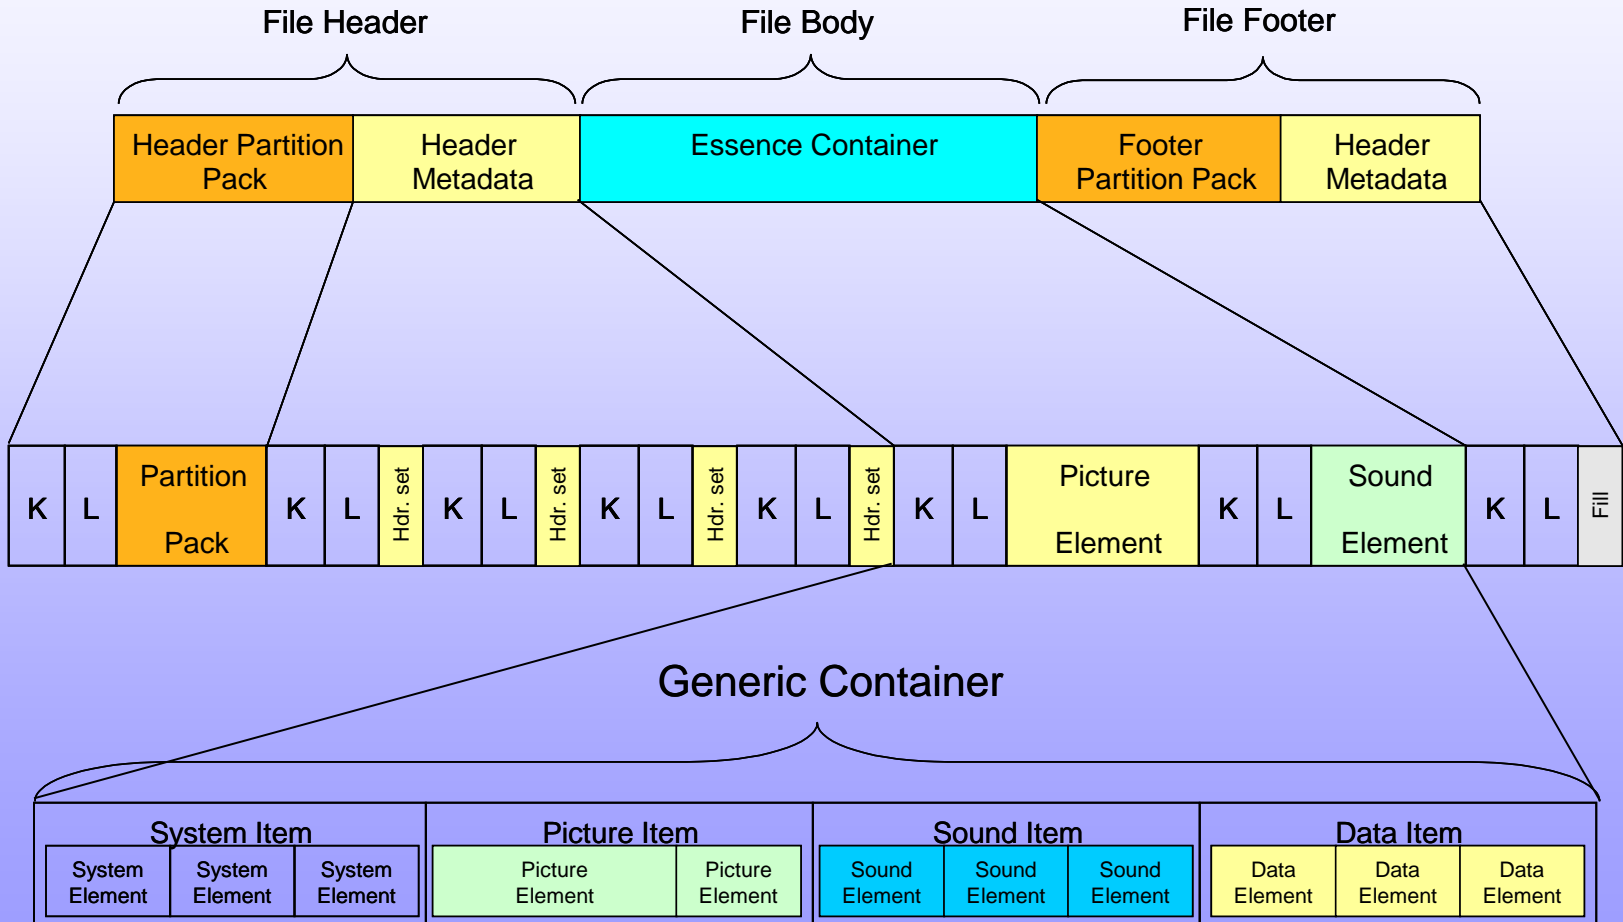 File Header File Body File Footer
Header Partition Pack
Header Metadata
Essence Container
Footer Partition Pack
Header Metadata
K L
Partition Pack
K L Hdr. set K L Hdr. set K L Hdr. set K L Hdr. set K L
Picture Element
K L
Sound Element
K L Fill
Generic Container
System Item
System Element
System Element
System Element
Picture Item
Picture Element
Picture Element
Sound Item
Sound Element
Sound Element
Sound Element
Data Item
Data Element
Data Element
Data Element